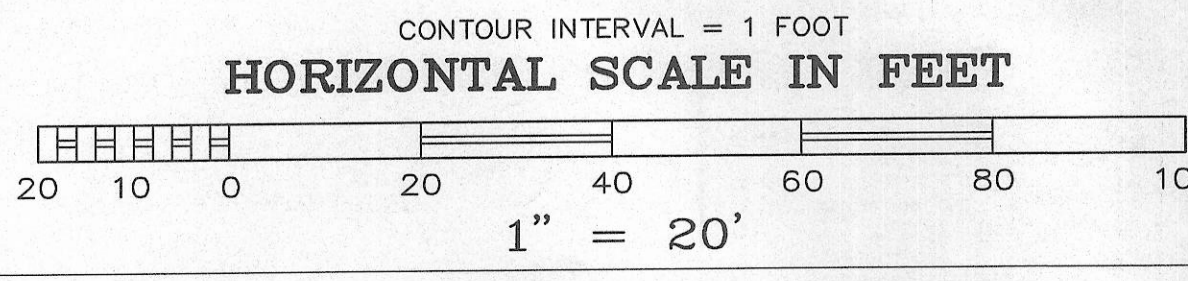 CONTOUR INTERVAL = 1 FOOT
HORIZONTAL SCALE IN FEET
20 10 0 20 40 60 80 10
1" = 20'